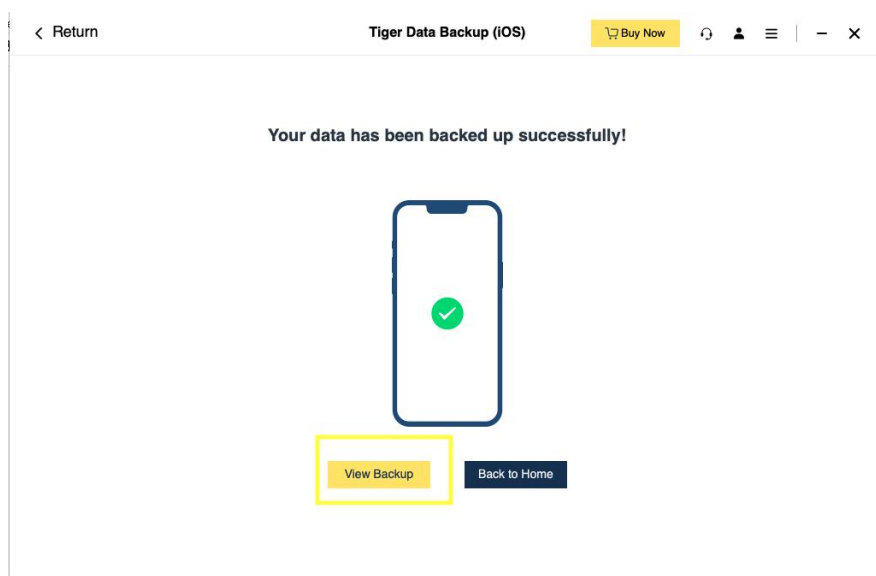 Return
Tiger Data Backup (iOS)
Buy Now
Your data has been backed up successfully!
View Backup
Back to Home